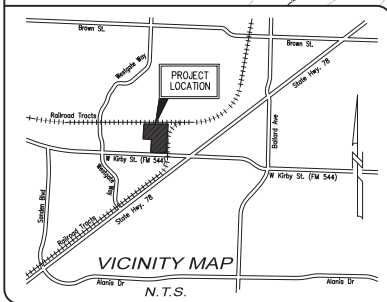 Brown St.
Brown St.
Westgate Way
PROJECT
LOCATION
State Hwy. 78
Railroad Tracts
Ballard Ave
W Kirby St. (FM 544)
W Kirby St. (FM 544)
Westgate
Way
Sanden Blvd
State Hwy. 78
Railroad Tracts
VICINITY MAP
Alanis Dr
Alanis Dr
N.T.S.